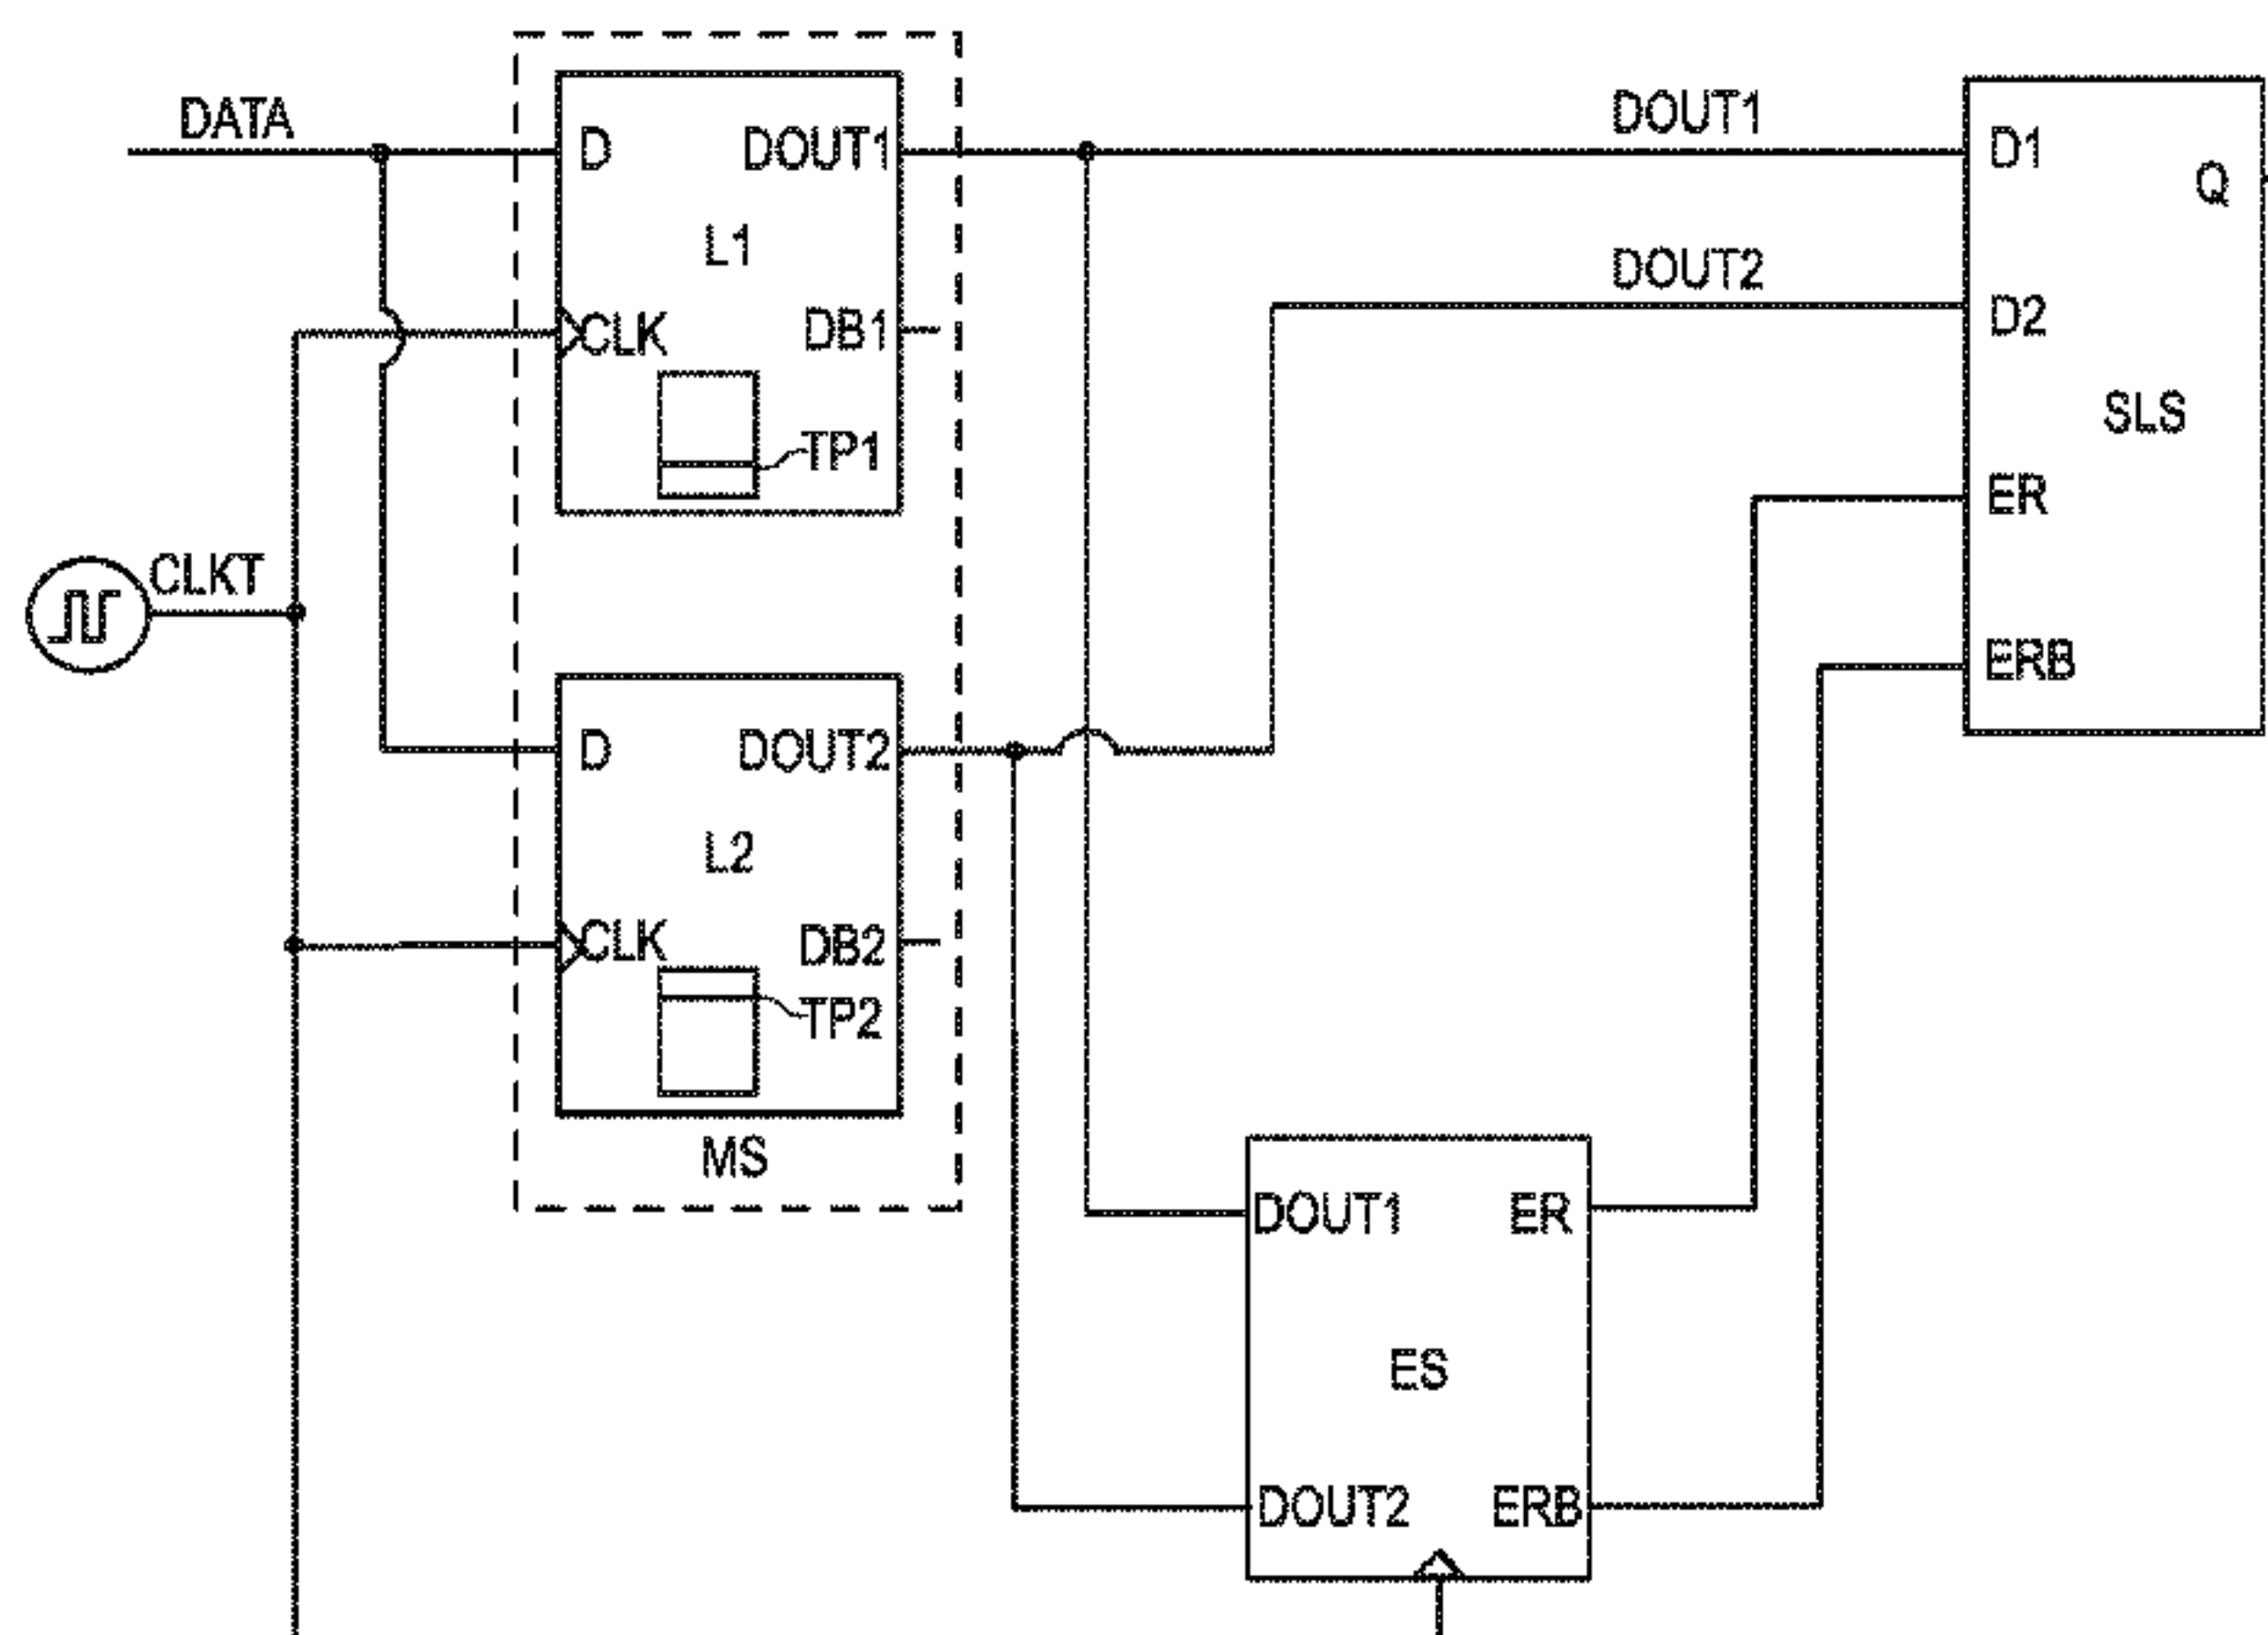 DATA
D
DOUT1
L1
CLK
DB1
TP1
CLKT
D
DOUT2
L2
CLK
DB2
TP2
MS
DOUT1
DOUT2
D1
Q
D2
SLS
ER
ERB
DOUT1
ER
ES
DOUT2
ERB